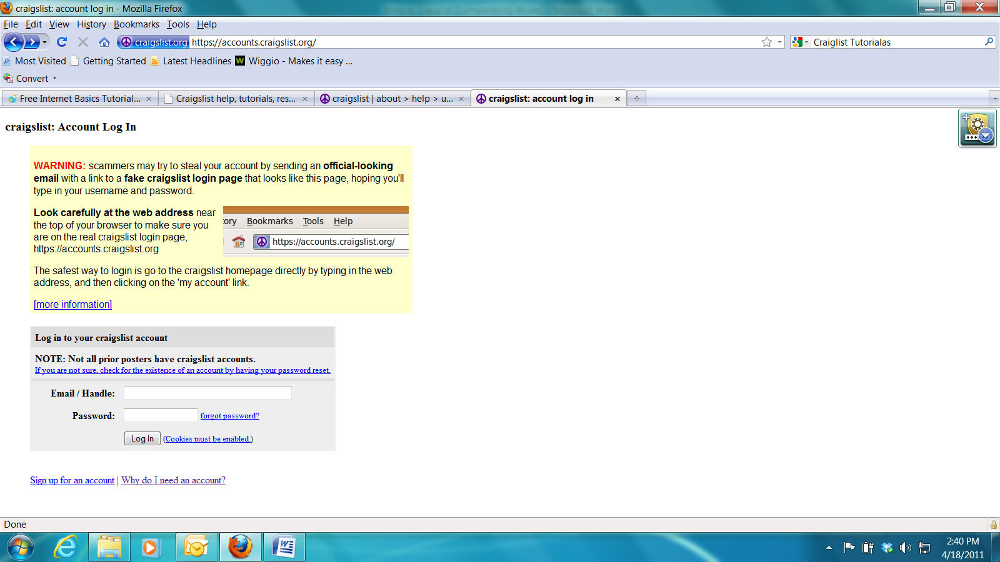 craigslist: account log in - Mozilla Firefox
File Edit View History Bookmarks Tools Help
craigslist.org https://accounts.craigslist.org/ Craiglist Tutorialas
Most Visited Getting Started Latest Headlines W Wiggio - Makes it easy ...
Convert
Free Internet Basics Tutorial... Craigslist help, tutorials, res... craigslist | about > help > u... craigslist: account log in
craigslist: Account Log In
WARNING: scammers may try to steal your account by sending an official-looking
email with a link to a fake craigslist login page that looks like this page, hoping you'll
type in your username and password.
Look carefully at the web address near
the top of your browser to make sure you
are on the real craigslist login page,
https://accounts.craigslist.org
ory Bookmarks Tools Help
https://accounts.craigslist.org/
The safest way to login is go to the craigslist homepage directly by typing in the web
address, and then clicking on the 'my account' link.
[more information]
Log in to your craigslist account
NOTE: Not all prior posters have craigslist accounts.
If you are not sure, check for the existence of an account by having your password reset.
Email / Handle:
Password: forgot password?
Log In (Cookies must be enabled.)
Sign up for an account | Why do I need an account?
Done
2:40 PM
4/18/2011